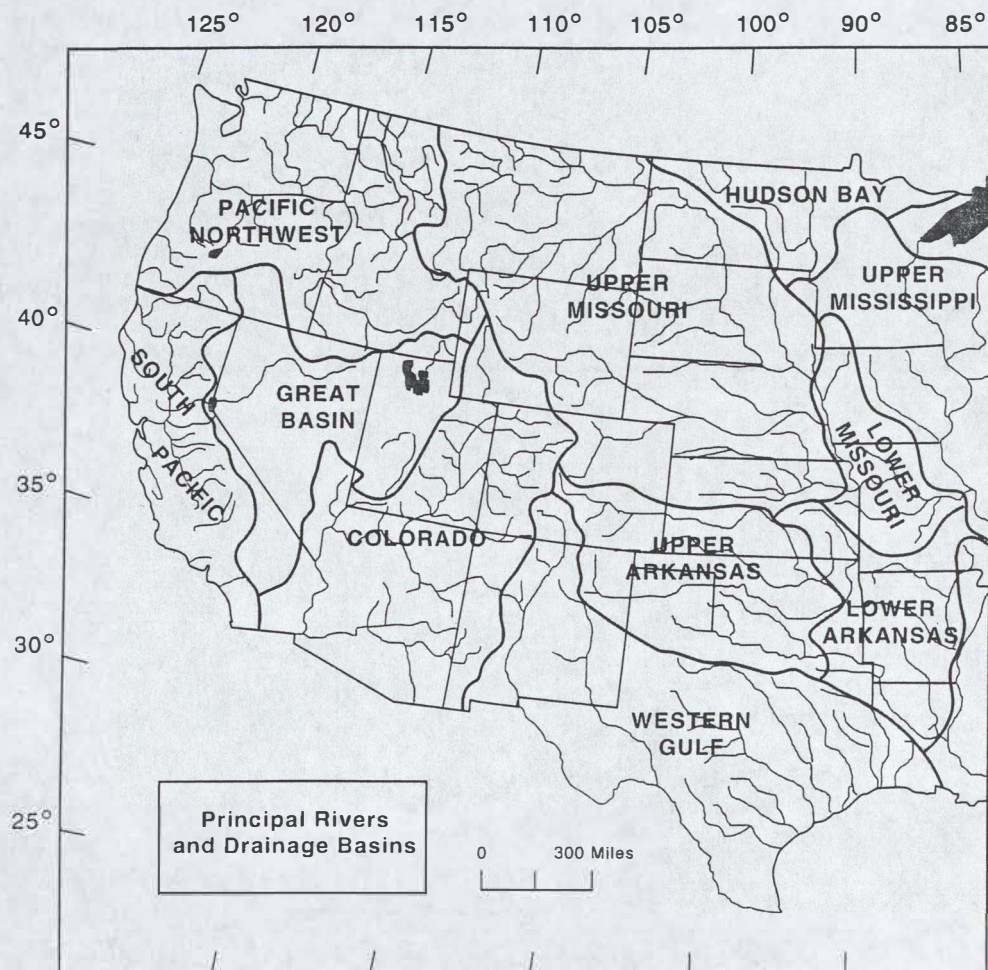 125° 120° 115° 110° 105° 100° 90° 85°
45°
40°
35°
30°
25°
HUDSON BAY
PACIFIC
NORTHWEST
UPPER
MISSOURI
UPPER
MISSISSIPPI
SOUTH
PACIFIC
GREAT
BASIN
LOWER
MISSOURI
COLORADO
UPPER
ARKANSAS
LOWER
ARKANSAS
WESTERN
GULF
Principal Rivers
and Drainage Basins
0 300 Miles